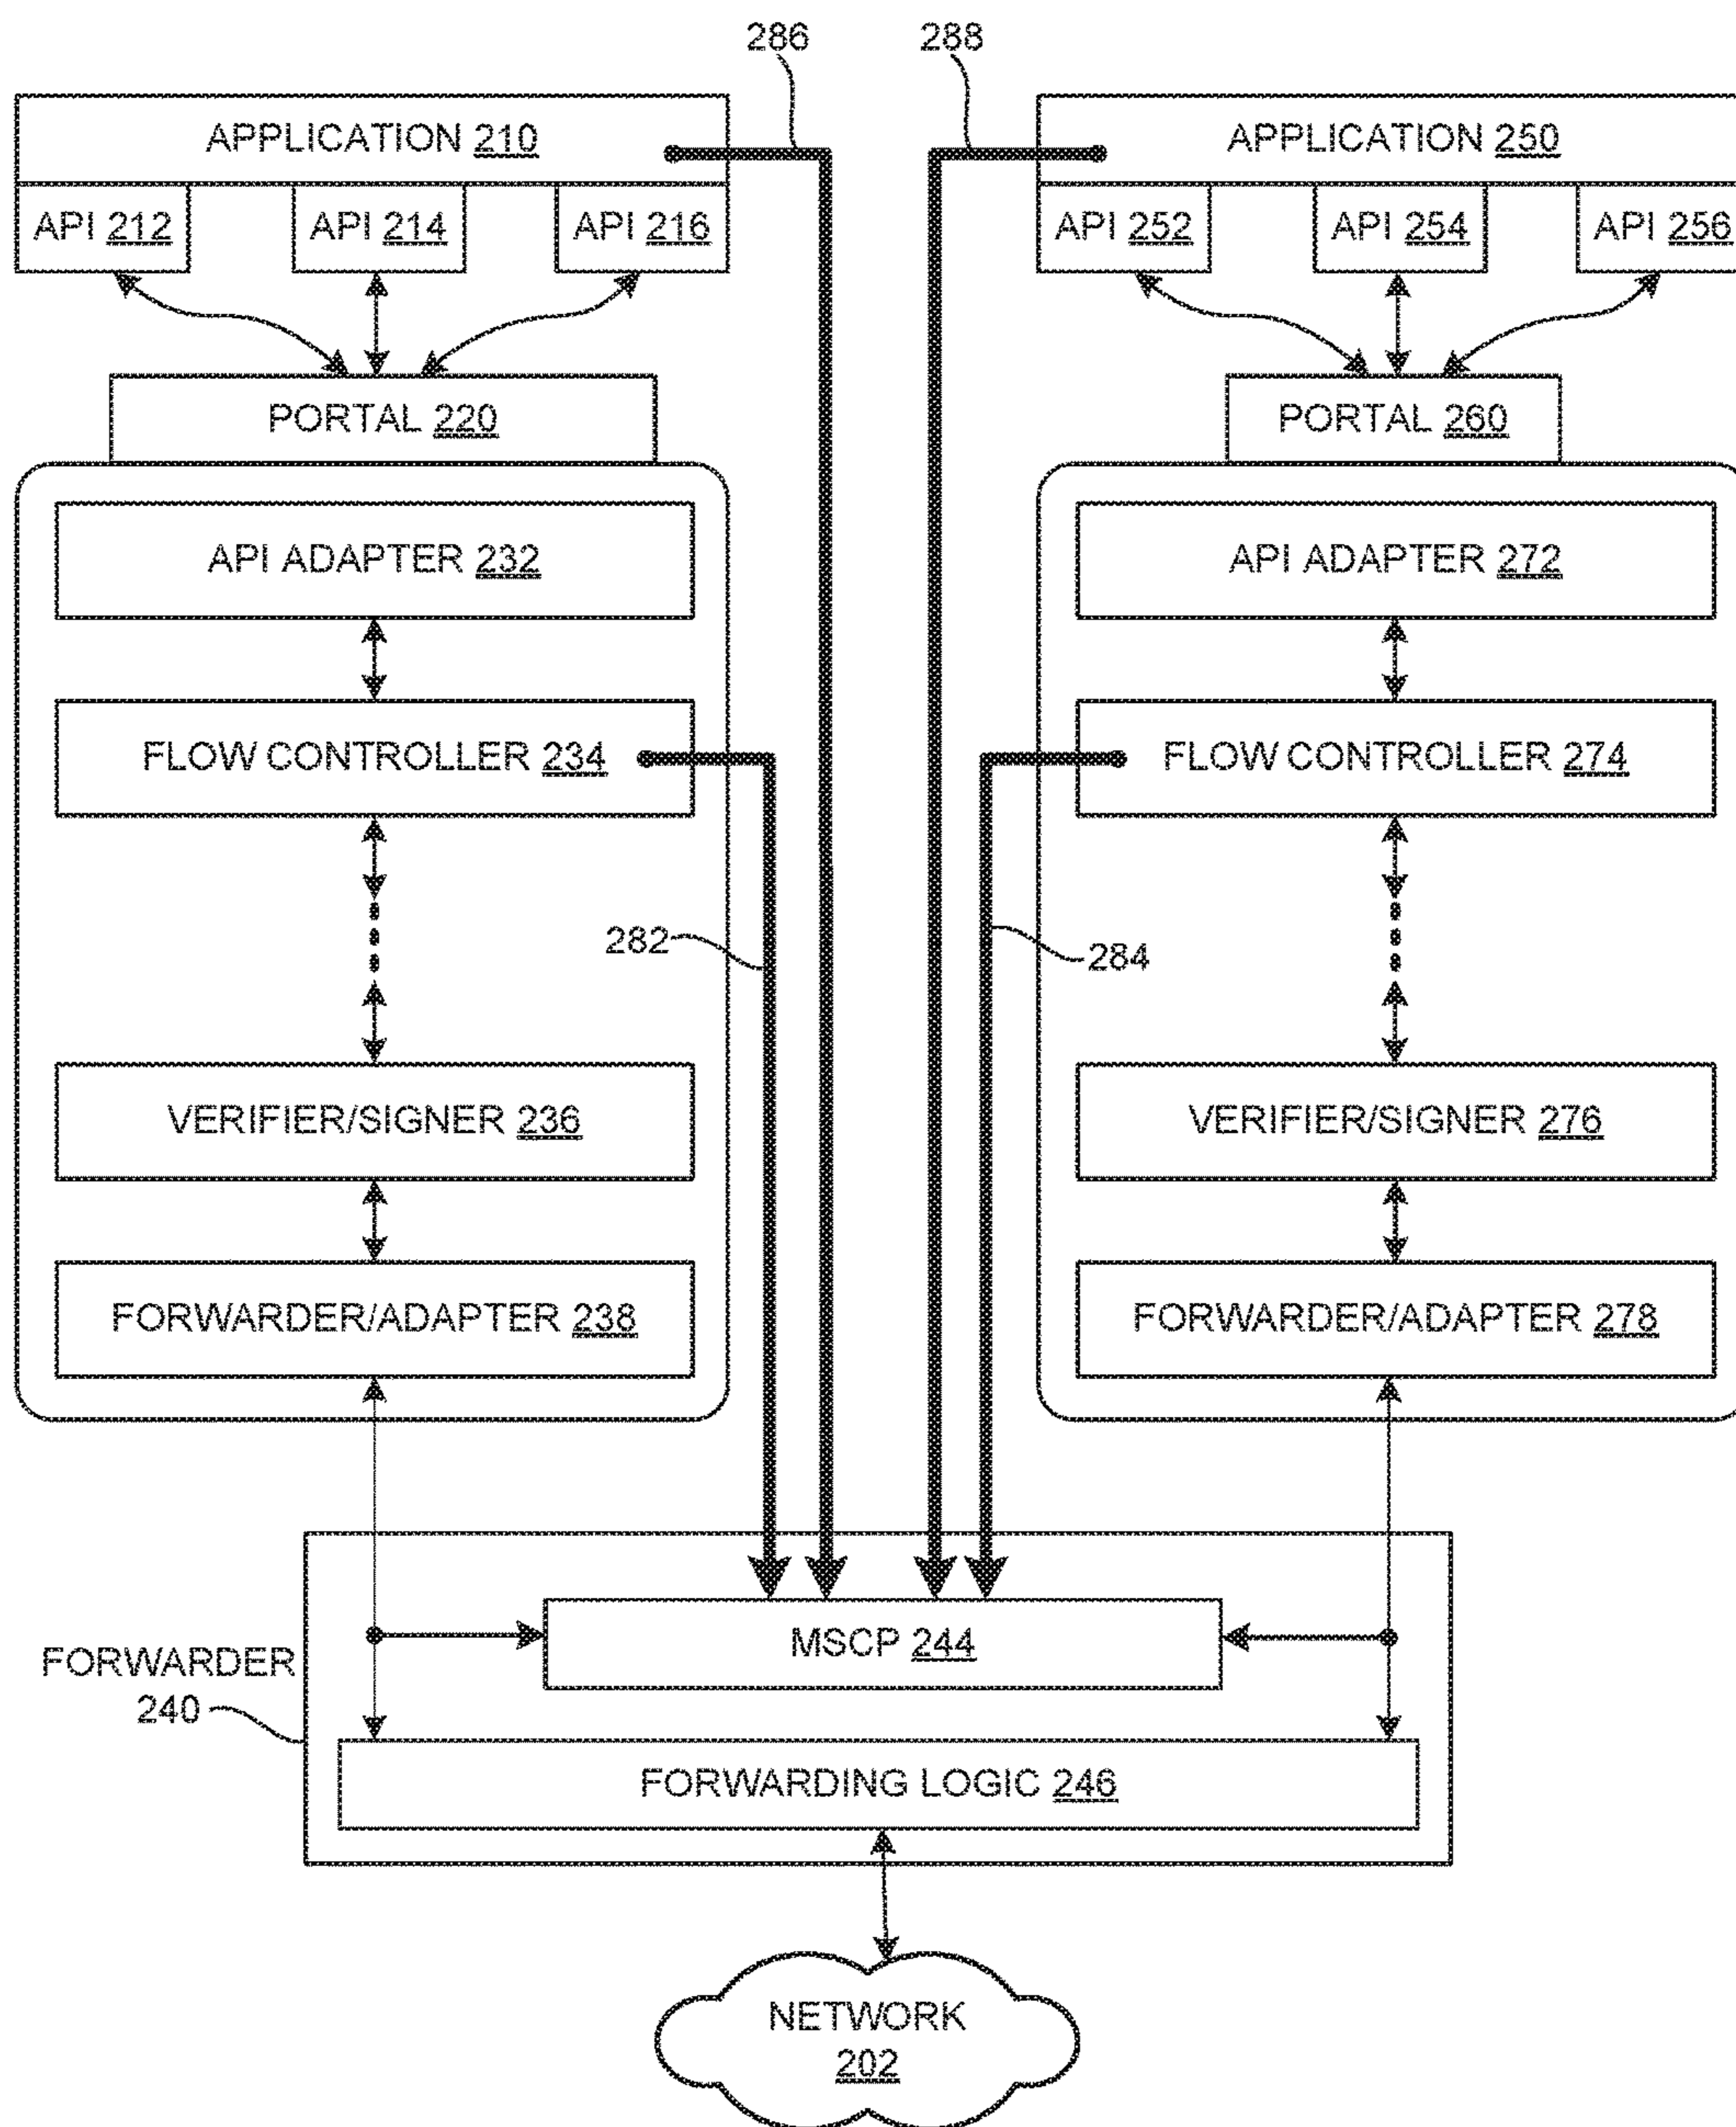 286
288
APPLICATION 210
APPLICATION 250
API 212
API 214
API 216
API 252
API 254
API 256
PORTAL 220
PORTAL 260
API ADAPTER 232
API ADAPTER 272
FLOW CONTROLLER 234
FLOW CONTROLLER 274
282
284
VERIFIER/SIGNER 236
VERIFIER/SIGNER 276
FORWARDER/ADAPTER 238
FORWARDER/ADAPTER 278
MSCP 244
FORWARDER
240
FORWARDING LOGIC 246
NETWORK
202